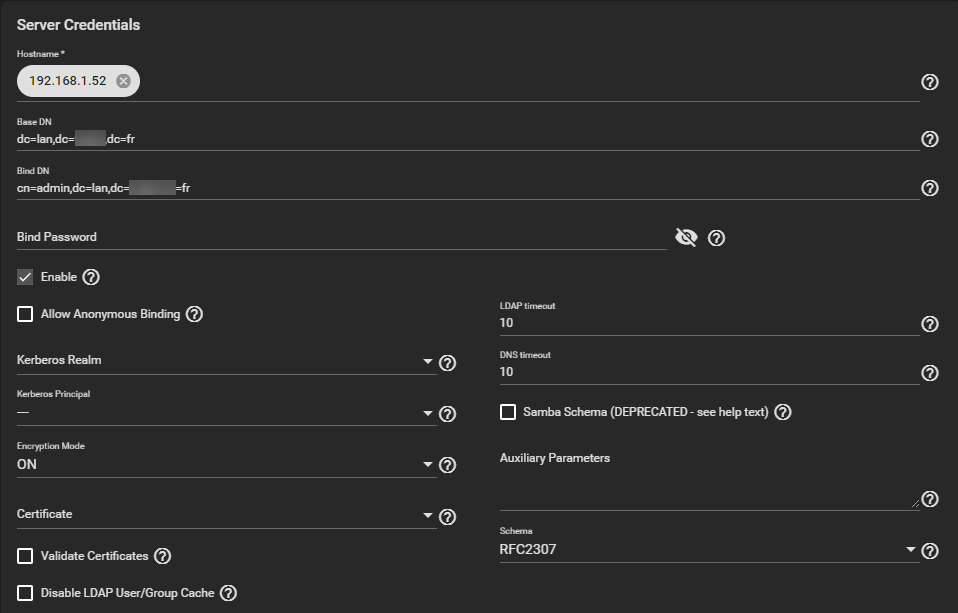 Server Credentials
Hostname *
192.168.1.52
Base DN
dc=lan,dc= ,dc=fr
Bind DN
cn=admin,dc=lan,dc= =fr
Bind Password
Enable
Allow Anonymous Binding
Kerberos Realm
Kerberos Principal
—
Encryption Mode
ON
Certificate
Validate Certificates
Disable LDAP User/Group Cache
LDAP timeout
10
DNS timeout
10
Samba Schema (DEPRECATED - see help text)
Auxiliary Parameters
Schema
RFC2307